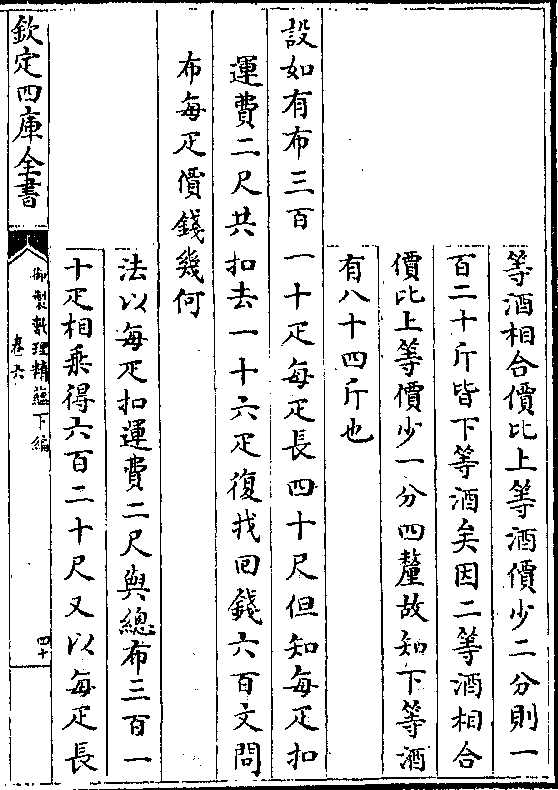 等酒相合價比上等酒價少二分則一
百二十斤皆下等酒矣因二等酒相合
價比上等價少一分四釐故知下等酒
有八十四斤也
設如有布三百一十疋每疋長四十尺但知每疋扣
運費二尺共扣去一十六疋復找回錢六百文問
布每疋價錢幾何
法以每疋扣運費二尺與總布三百一
十疋相乘得六百二十尺又以每疋長
欽定四庫全書
御製數理精蘊下編
卷六
四十